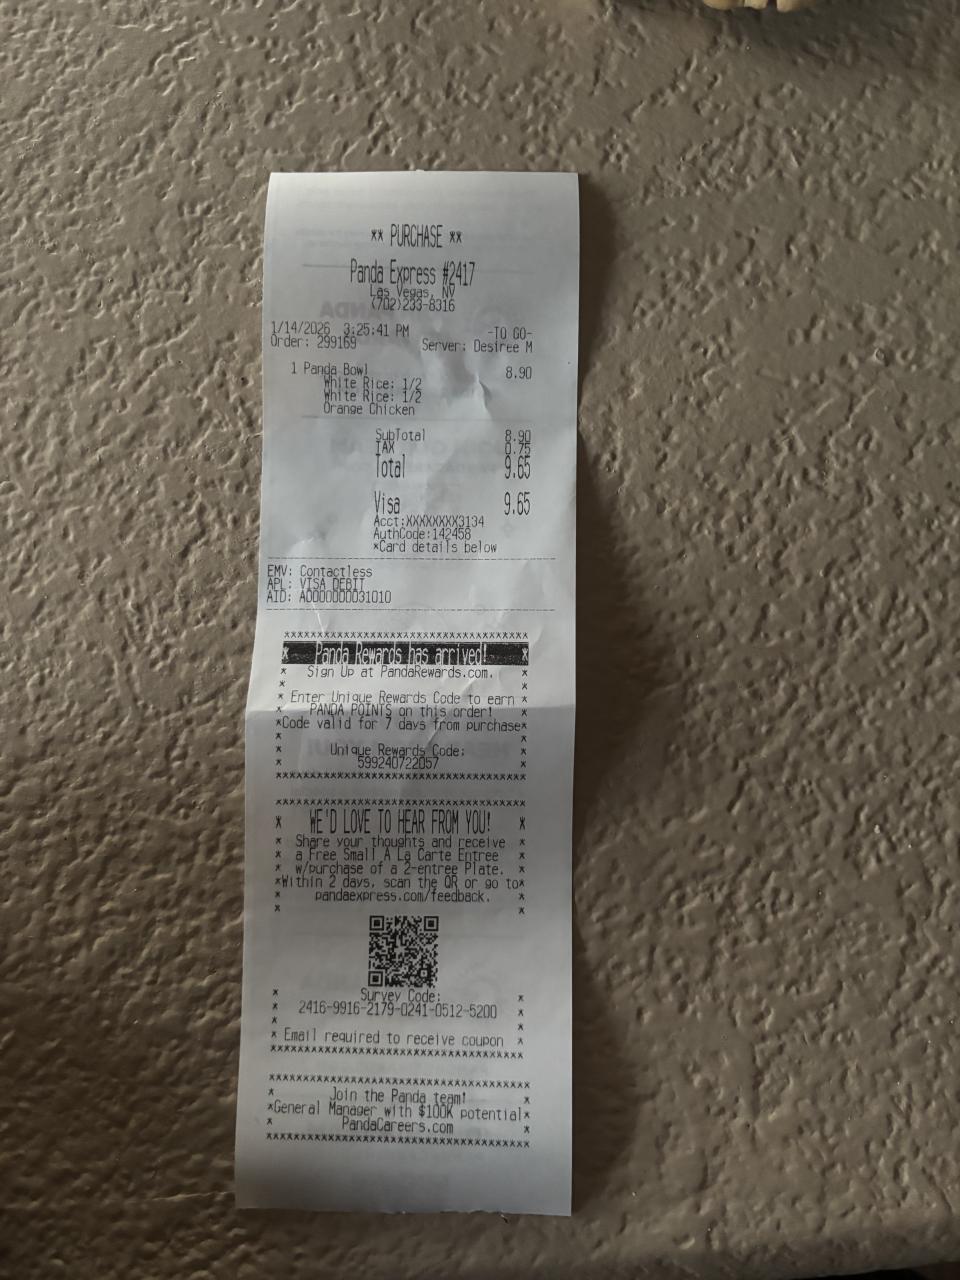 ** PURCHASE **
Panda Express #2417
Las Vegas, NV
(702)233-8316
1/14/2026 3:25:41 PM -TO GO-
Order: 299169 Server: Desiree M
1 Panda Bowl 8.90
White Rice: 1/2
White Rice: 1/2
Orange Chicken
SubTotal 8.90
TAX 0.75
Total 9.65
Visa 9.65
Acct:XXXXXXXX3134
AuthCode:142458
*Card details below
EMV: Contactless
APL: VISA DEBIT
AID: A0000000031010
****************************************
* Panda Rewards has arrived! *
* Sign Up at PandaRewards.com. *
* *
* Enter Unique Rewards Code to earn *
* PANDA POINTS on this order! *
*Code valid for 7 days from purchase*
* *
* Unique Rewards Code: *
* 599240722057 *
****************************************
****************************************
* WE'D LOVE TO HEAR FROM YOU! *
* Share your thoughts and receive *
* a Free Small A La Carte Entree *
* w/purchase of a 2-entree Plate. *
*Within 2 days, scan the QR or go to*
* pandaexpress.com/feedback. *
* *
Survey Code:
* 2416-9916-2179-0241-0512-5200 *
* *
* Email required to receive coupon *
****************************************
****************************************
* Join the Panda team! *
*General Manager with $100K potential*
* PandaCareers.com *
****************************************